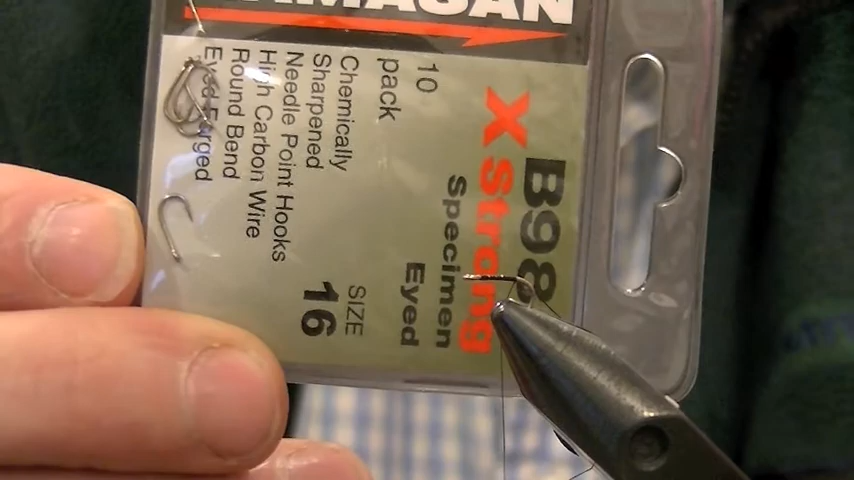 AMASAN
B98
X Strong
Specimen
Eyed
10
pack
SIZE
16
Chemically
Sharpened
Needle Point Hooks
High Carbon Wire
Round Bend
Eyed Forged